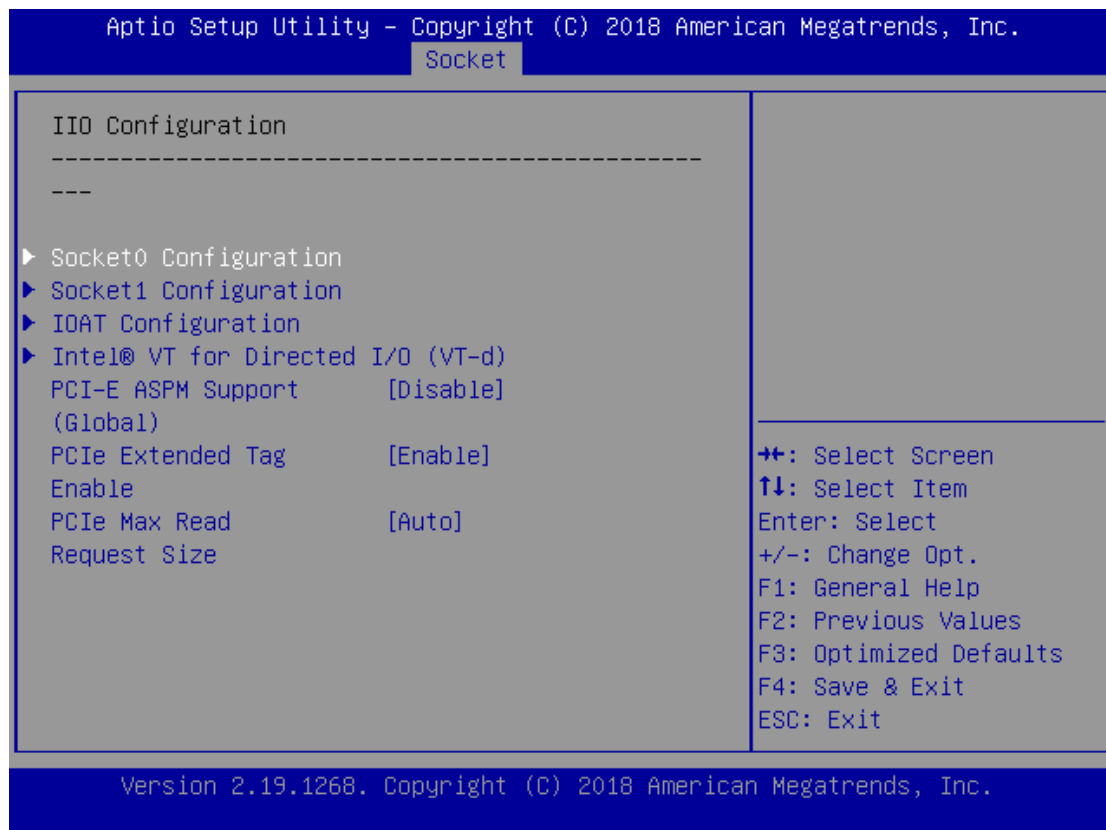 Aptio Setup Utility – Copyright (C) 2018 American Megatrends, Inc.
Socket
IIO Configuration
-----------------------------------------------
---
Socket0 Configuration
Socket1 Configuration
IOAT Configuration
Intel® VT for Directed I/O (VT-d)
PCI-E ASPM Support [Disable]
(Global)
PCIe Extended Tag [Enable]
Enable
PCIe Max Read [Auto]
Request Size
→←: Select Screen
↑↓: Select Item
Enter: Select
+/-: Change Opt.
F1: General Help
F2: Previous Values
F3: Optimized Defaults
F4: Save & Exit
ESC: Exit
Version 2.19.1268. Copyright (C) 2018 American Megatrends, Inc.